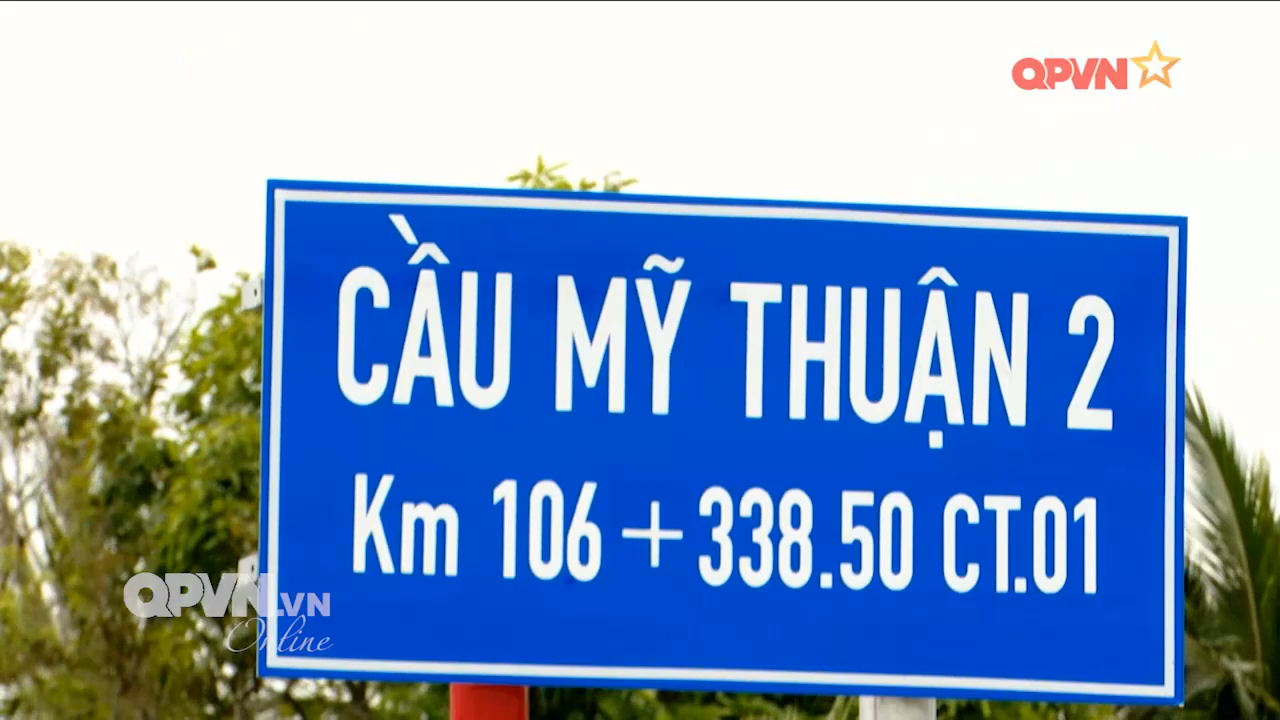 QPVN
CẦU MỸ THUẬN 2
Km 106 + 338.50 CT.01
QPVN.VN
Online